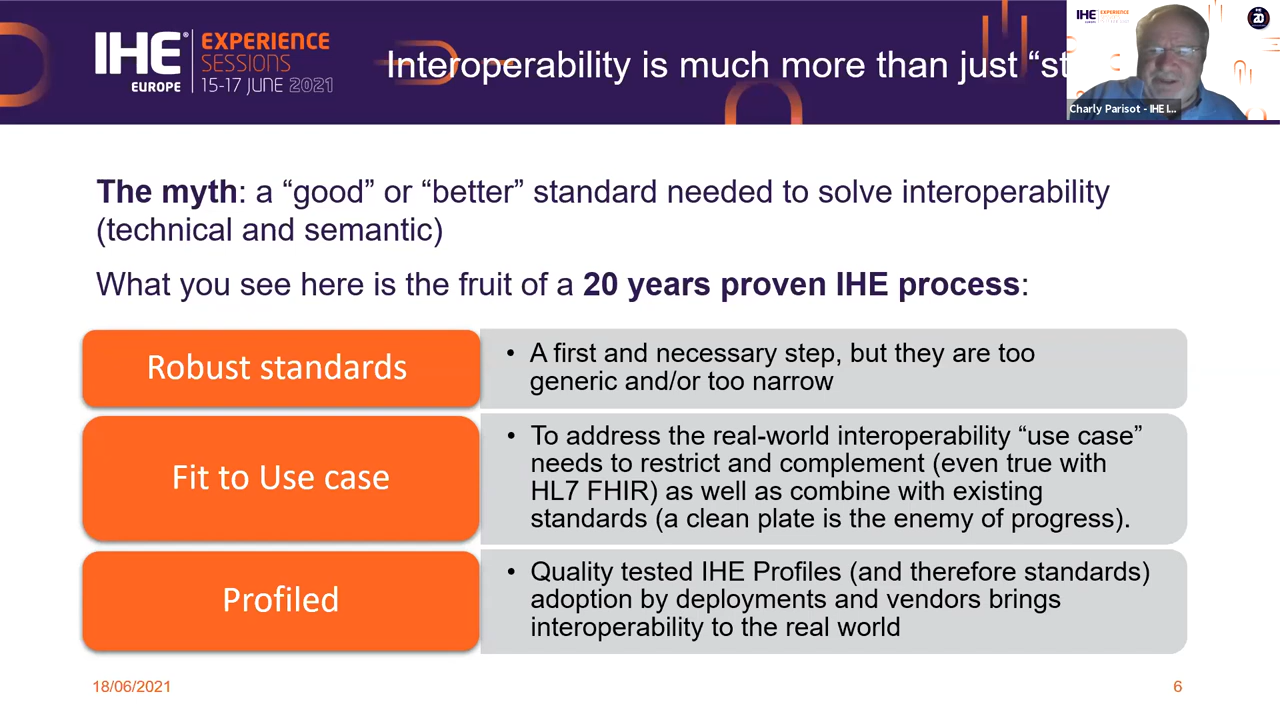 IHE® EXPERIENCE
SESSIONS
EUROPE 15-17 JUNE 2021
Interoperability is much more than just “st
IHE
EUROPE
EXPERIENCE
IHE
20
Charly Parisot - IHE I...
The myth: a “good” or “better” standard needed to solve interoperability
(technical and semantic)
What you see here is the fruit of a 20 years proven IHE process:
Robust standards
• A first and necessary step, but they are too
generic and/or too narrow
Fit to Use case
• To address the real-world interoperability “use case”
needs to restrict and complement (even true with
HL7 FHIR) as well as combine with existing
standards (a clean plate is the enemy of progress).
Profiled
• Quality tested IHE Profiles (and therefore standards)
adoption by deployments and vendors brings
interoperability to the real world
18/06/2021
6